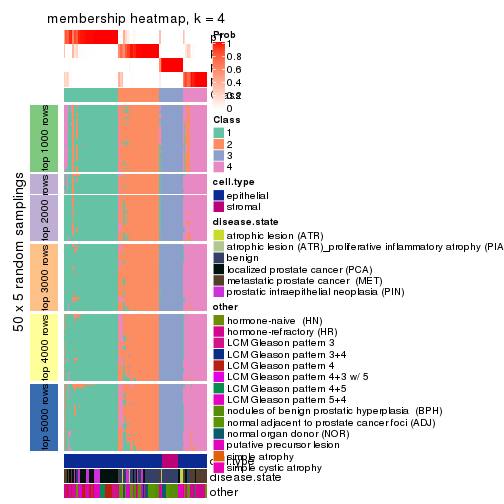 membership heatmap, k = 4
Prob
1
0.8
0.6
0.4
0.2
0
Class
1
2
3
4
cell.type
epithelial
stromal
disease.state
atrophic lesion (ATR)
atrophic lesion (ATR)_proliferative inflammatory atrophy (PIA
benign
localized prostate cancer (PCA)
metastatic prostate cancer (MET)
prostatic intraepithelial neoplasia (PIN)
other
hormone-naive (HN)
hormone-refractory (HR)
LCM Gleason pattern 3
LCM Gleason pattern 3+4
LCM Gleason pattern 4
LCM Gleason pattern 4+3 w/ 5
LCM Gleason pattern 4+5
LCM Gleason pattern 5+4
nodules of benign prostatic hyperplasia (BPH)
normal adjacent to prostate cancer foci (ADJ)
normal organ donor (NOR)
putative precursor lesion
simple atrophy
simple cystic atrophy
disease.state
other
50 x 5 random samplings
top 1000 rows
top 2000 rows
top 3000 rows
top 4000 rows
top 5000 rows